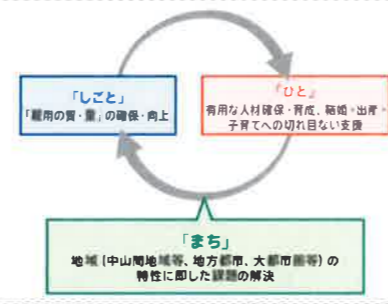 「しごと」
「雇用の質・量」の確保・向上
「ひと」
有用な人材確保・育成、結婚・出産・
子育てへの切れ目ない支援
「まち」
地域（中山間地域等、地方都市、大都市圏等）の
特性に即した課題の解決